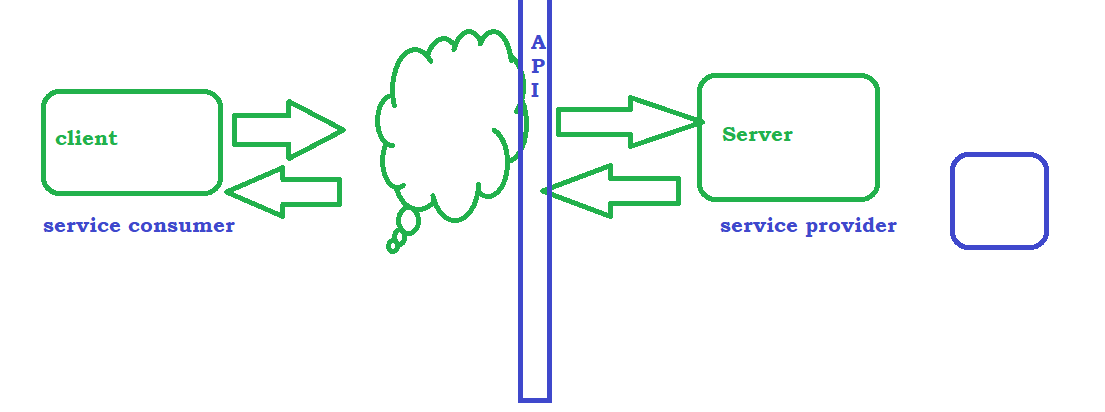 A
P
I
client
Server
service consumer
service provider